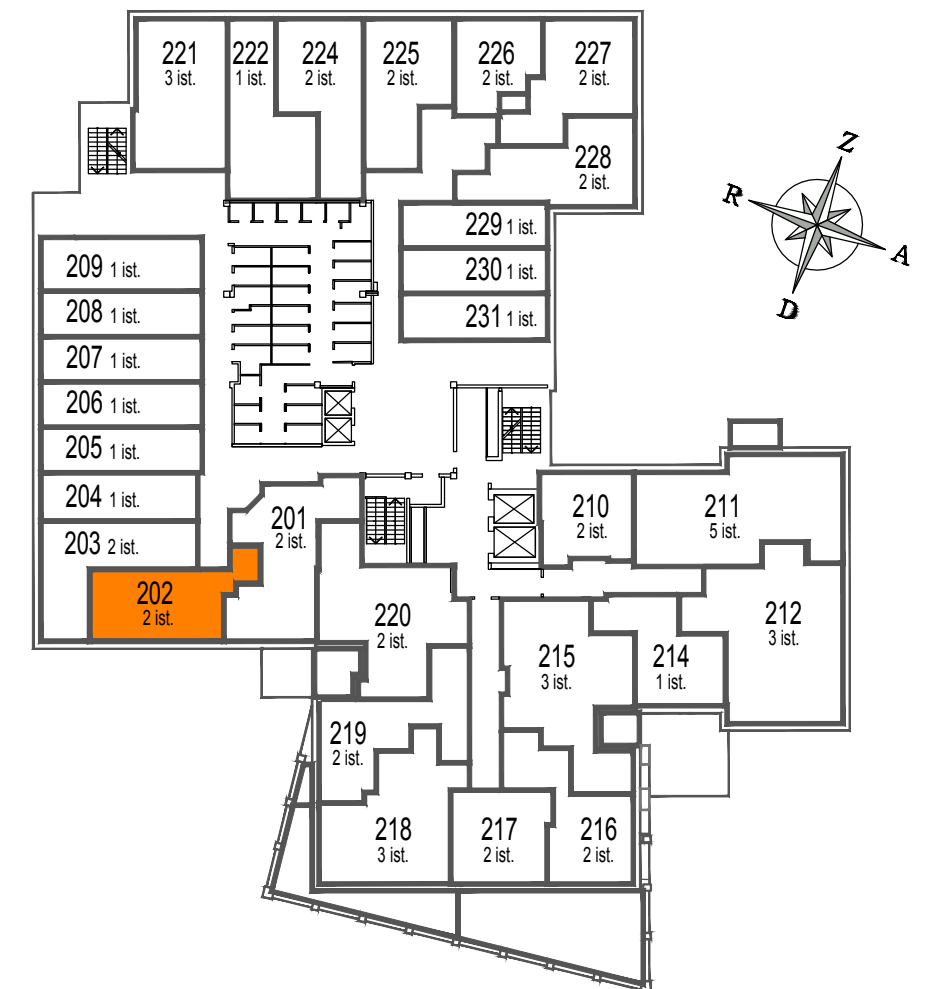 221
3 ist.
222
1 ist.
224
2 ist.
225
2 ist.
226
2 ist.
227
2 ist.
228
2 ist.
Z
R
A
D
229 1 ist.
230 1 ist.
231 1 ist.
209 1 ist.
208 1 ist.
207 1 ist.
206 1 ist.
205 1 ist.
204 1 ist.
203 2 ist.
201
2 ist.
202
2 ist.
210
2 ist.
211
5 ist.
212
3 ist.
220
2 ist.
215
3 ist.
214
1 ist.
219
2 ist.
218
3 ist.
217
2 ist.
216
2 ist.